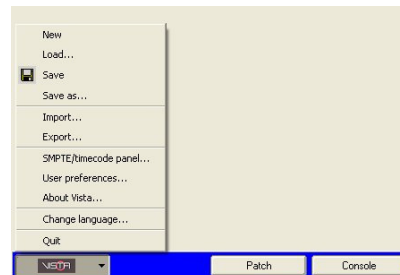 New
Load...
Save
Save as...
Import...
Export...
SMPTE/timecode panel...
User preferences...
About Vista...
Change language...
Quit
VISTA
Patch
Console